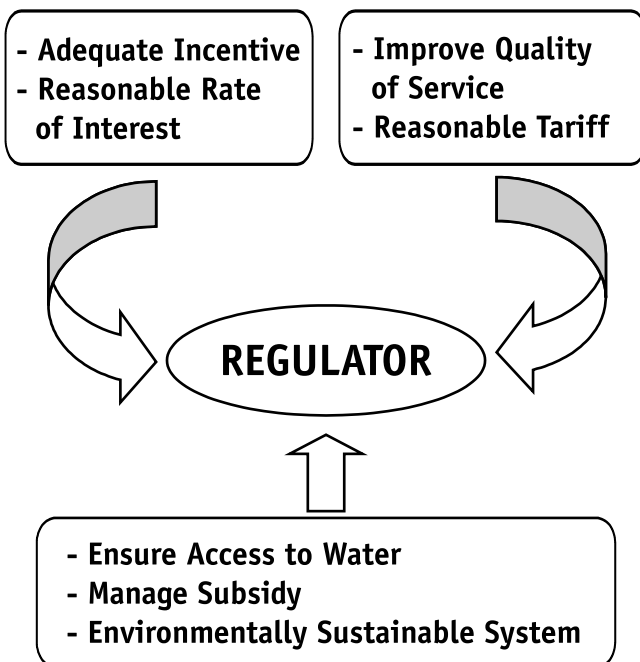 - Adequate Incentive
- Reasonable Rate
of Interest
- Improve Quality
of Service
- Reasonable Tariff
REGULATOR
- Ensure Access to Water
- Manage Subsidy
- Environmentally Sustainable System